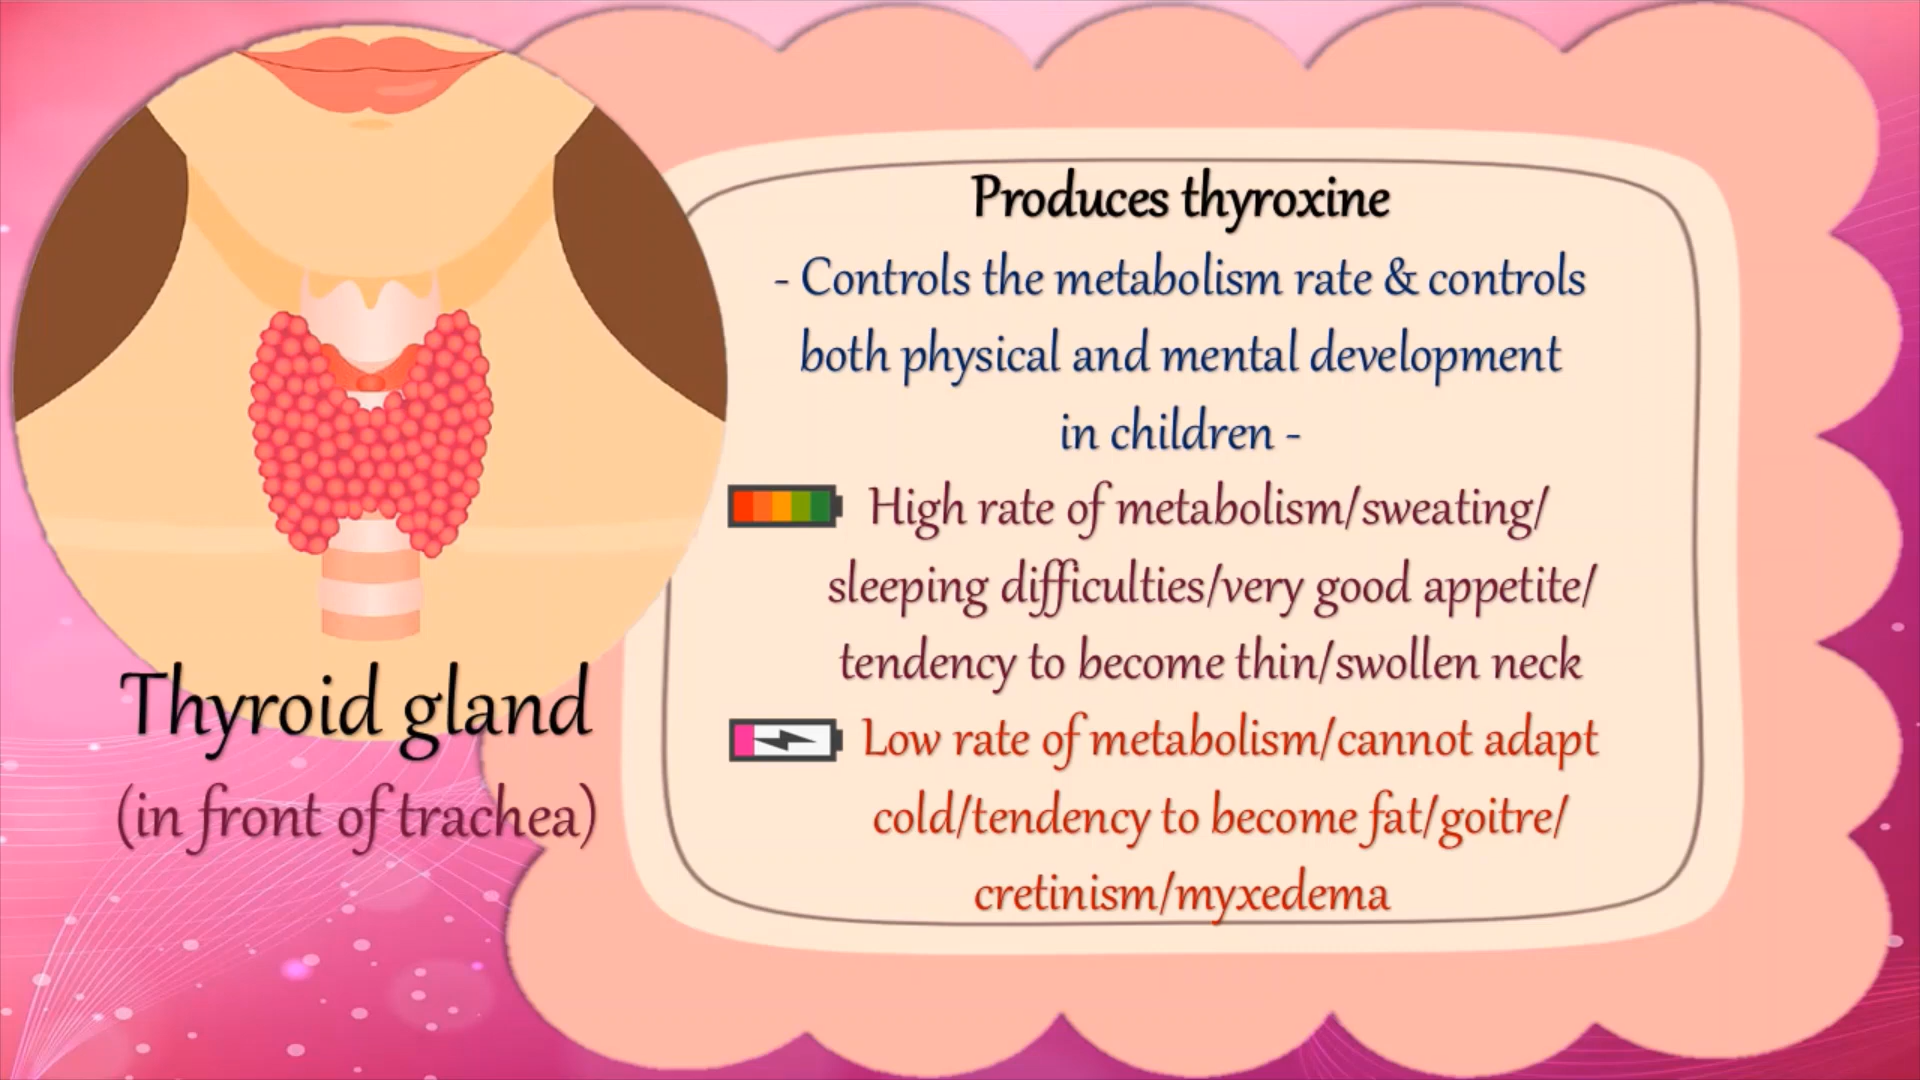 Thyroid gland
(in front of trachea)
Produces thyroxine
- Controls the metabolism rate & controls
both physical and mental development
in children -
High rate of metabolism/sweating/
sleeping difficulties/very good appetite/
tendency to become thin/swollen neck
Low rate of metabolism/cannot adapt
cold/tendency to become fat/goitre/
cretinism/myxedema